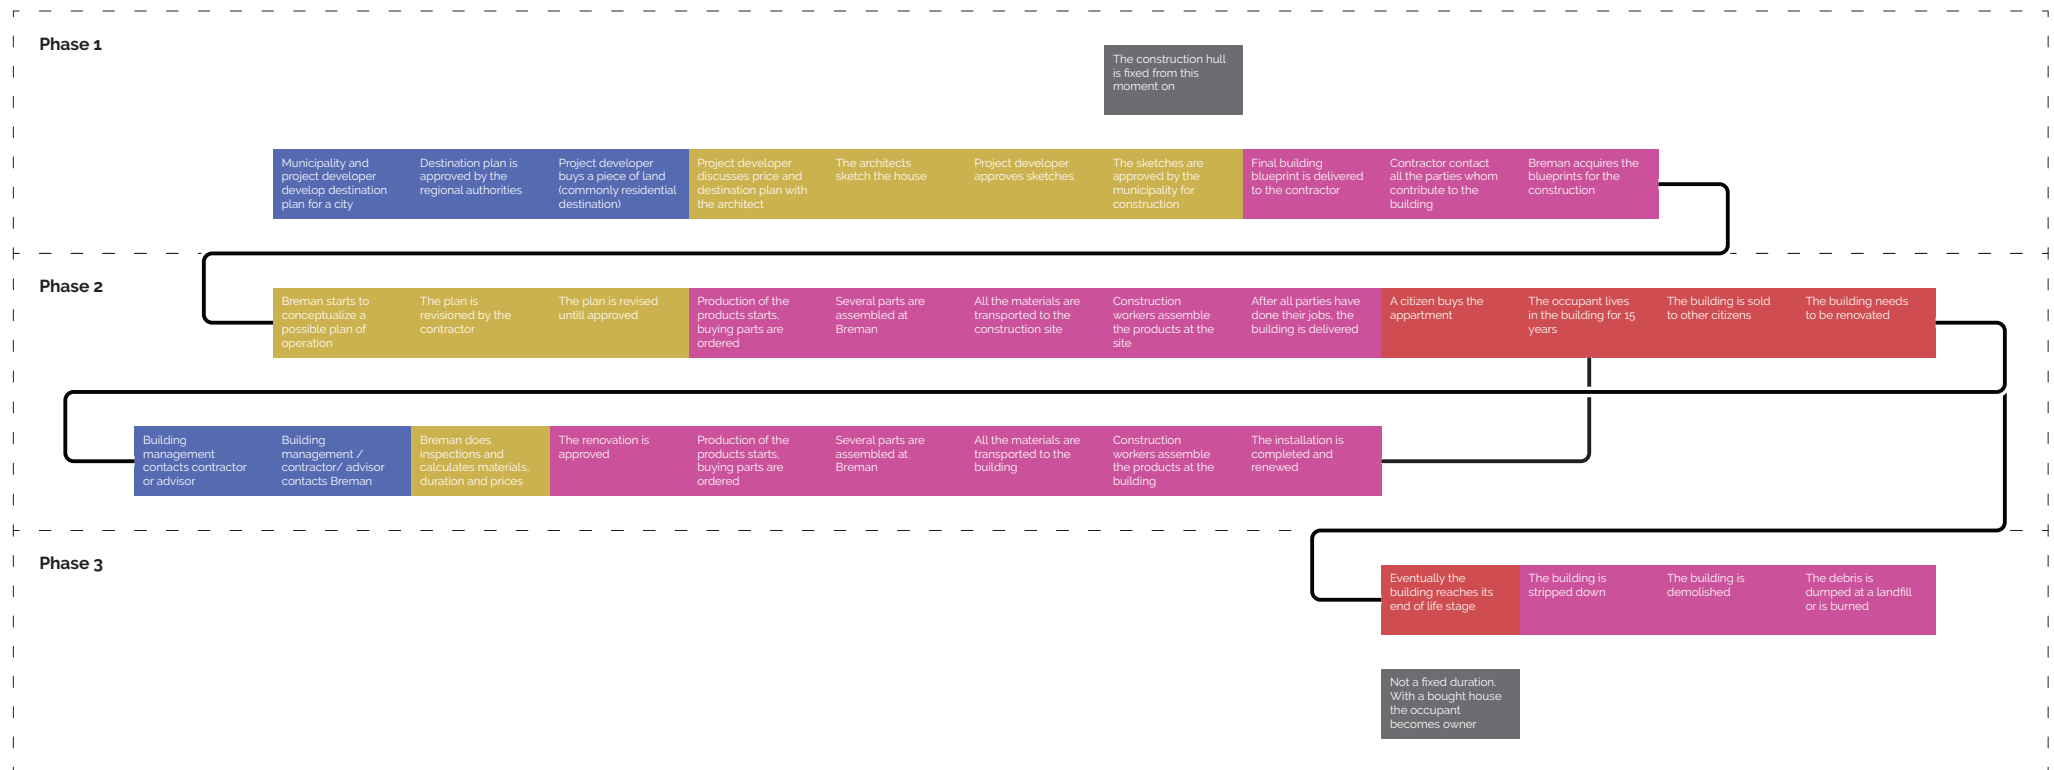 Phase 1
The construction hull
is fixed from this
moment on
Municipality and
project developer
develop destination
plan for a city
Destination plan is
approved by the
regional authorities
Project developer
buys a piece of land
(commonly residential
destination)
Project developer
discusses price and
destination plan with
the architect
The architects
sketch the house
Project developer
approves sketches
The sketches are
approved by the
municipality for
construction
Final building
blueprint is delivered
to the contractor
Contractor contact
all the parties whom
contribute to the
building
Breman acquires the
blueprints for the
construction
Phase 2
Breman starts to
conceptualize a
possible plan of
operation
The plan is
revisioned by the
contractor
The plan is revised
untill approved
Production of the
products starts,
buying parts are
ordered
Several parts are
assembled at
Breman
All the materials are
transported to the
construction site
Construction
workers assemble
the products at the
site
After all parties have
done their jobs, the
building is delivered
A citizen buys the
appartment
The occupant lives
in the building for 15
years
The building is sold
to other citizens
The building needs
to be renovated
Building
management
contacts contractor
or advisor
Building
management /
contractor/ advisor
contacts Breman
Breman does
inspections and
calculates materials,
duration and prices
The renovation is
approved
Production of the
products starts,
buying parts are
ordered
Several parts are
assembled at
Breman
All the materials are
transported to the
building
Construction
workers assemble
the products at the
building
The installation is
completed and
renewed
Phase 3
Eventually the
building reaches its
end of life stage
The building is
stripped down
The building is
demolished
The debris is
dumped at a landfill
or is burned
Not a fixed duration.
With a bought house
the occupant
becomes owner